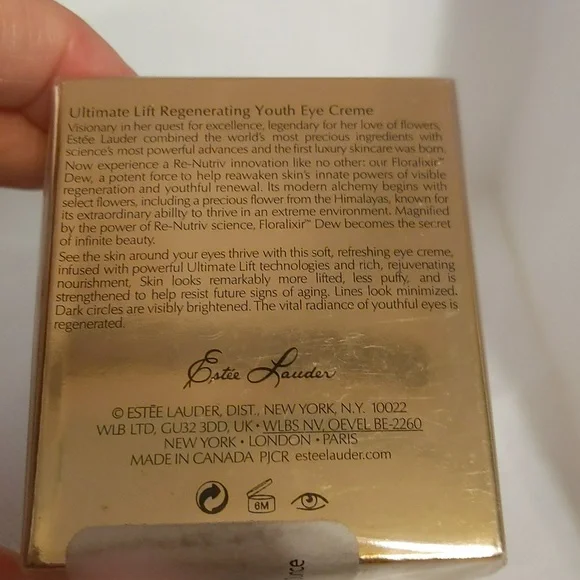 Ultimate Lift Regenerating Youth Eye Creme
Visionary in her quest for excellence, legendary for her love of flowers,
Estée Lauder combined the world's most precious ingredients with
science's most powerful advances and the first luxury skincare was born.
Now experience a Re-Nutriv innovation like no other: our Floralixir™
Dew, a potent force to help reawaken skin's innate powers of visible
regeneration and youthful renewal. Its modern alchemy begins with
select flowers, including a precious flower from the Himalayas, known for
its extraordinary ability to thrive in an extreme environment. Magnified
by the power of Re-Nutriv science, Floralixir™ Dew becomes the secret
of infinite beauty.
See the skin around your eyes thrive with this soft, refreshing eye creme,
infused with powerful Ultimate Lift technologies and rich, rejuvenating
nourishment, Skin looks remarkably more lifted, less puffy, and is
strengthened to help resist future signs of aging. Lines look minimized.
Dark circles are visibly brightened. The vital radiance of youthful eyes is
regenerated.
Estée Lauder
© ESTĒE LAUDER, DIST., NEW YORK, N.Y. 10022
WLB LTD, GU32 3DD, UK • WLBS NV, OEVEL BE-2260
NEW YORK • LONDON • PARIS
MADE IN CANADA PJCR esteelauder.com
6M